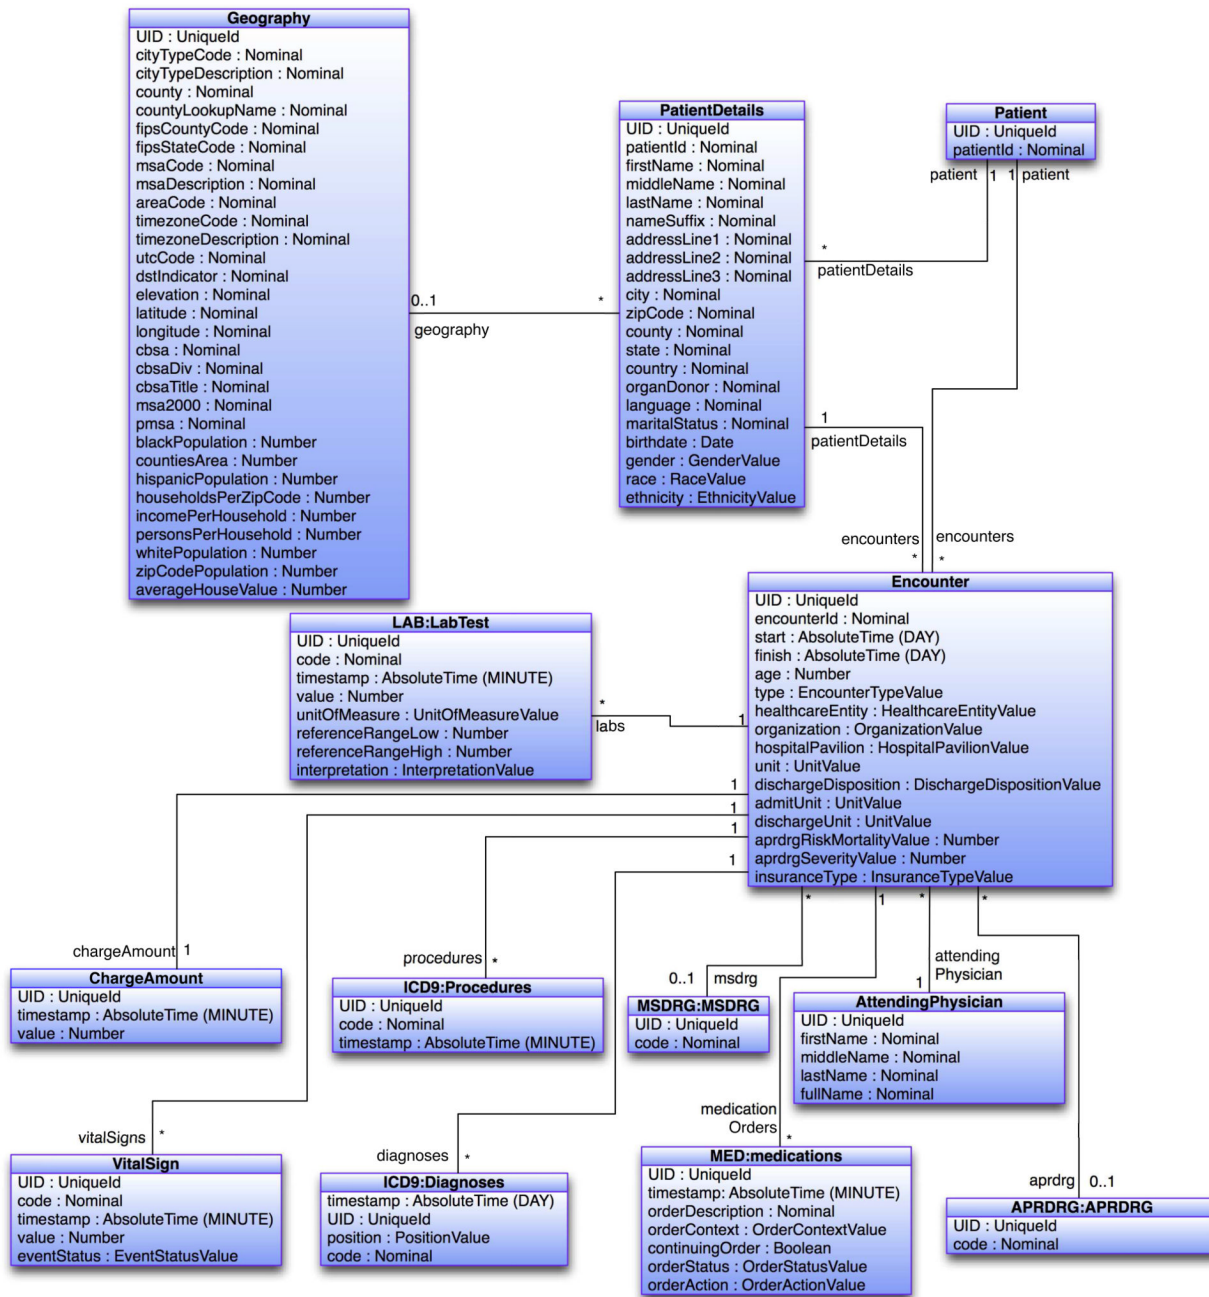 Geography
UID : UniqueId
cityTypeCode : Nominal
cityTypeDescription : Nominal
county : Nominal
countyLookupName : Nominal
fipsCountyCode : Nominal
fipsStateCode : Nominal
msaCode : Nominal
msaDescription : Nominal
areaCode : Nominal
timezoneCode : Nominal
timezoneDescription : Nominal
utcCode : Nominal
dstIndicator : Nominal
elevation : Nominal
latitude : Nominal
longitude : Nominal
cbsa : Nominal
cbsaDiv : Nominal
cbsaTitle : Nominal
msa2000 : Nominal
pmsa : Nominal
blackPopulation : Number
countiesArea : Number
hispanicPopulation : Number
householdsPerZipCode : Number
incomePerHousehold : Number
personsPerHousehold : Number
whitePopulation : Number
zipCodePopulation : Number
averageHouseValue : Number
0..1
*
geography
PatientDetails
UID : UniqueId
patientId : Nominal
firstName : Nominal
middleName : Nominal
lastName : Nominal
nameSuffix : Nominal
addressLine1 : Nominal
addressLine2 : Nominal
addressLine3 : Nominal
city : Nominal
zipCode : Nominal
county : Nominal
state : Nominal
country : Nominal
organDonor : Nominal
language : Nominal
maritalStatus : Nominal
birthdate : Date
gender : GenderValue
race : RaceValue
ethnicity : EthnicityValue
Patient
UID : UniqueId
patientId : Nominal
patient 1
1 patient
*
patientDetails
1
patientDetails
encounters
*
encounters
*
Encounter
UID : UniqueId
encounterId : Nominal
start : AbsoluteTime (DAY)
finish : AbsoluteTime (DAY)
age : Number
type : EncounterTypeValue
healthcareEntity : HealthcareEntityValue
organization : OrganizationValue
hospitalPavilion : HospitalPavilionValue
unit : UnitValue
dischargeDisposition : DischargeDispositionValue
admitUnit : UnitValue
dischargeUnit : UnitValue
aprdrgRiskMortalityValue : Number
aprdrgSeverityValue : Number
insuranceType : InsuranceTypeValue
LAB:LabTest
UID : UniqueId
code : Nominal
timestamp : AbsoluteTime (MINUTE)
value : Number
unitOfMeasure : UnitOfMeasureValue
referenceRangeLow : Number
referenceRangeHigh : Number
interpretation : InterpretationValue
*
labs
1
1
1
1
1
*
1
*
*
chargeAmount 1
ChargeAmount
UID : UniqueId
timestamp : AbsoluteTime (MINUTE)
value : Number
procedures *
ICD9:Procedures
UID : UniqueId
code : Nominal
timestamp : AbsoluteTime (MINUTE)
0..1 msdrg
MSDRG:MSDRG
UID : UniqueId
code : Nominal
attending
Physician
1
AttendingPhysician
UID : UniqueId
firstName : Nominal
middleName : Nominal
lastName : Nominal
fullName : Nominal
vitalSigns *
VitalSign
UID : UniqueId
code : Nominal
timestamp : AbsoluteTime (MINUTE)
value : Number
eventStatus : EventStatusValue
diagnoses *
ICD9:Diagnoses
timestamp : AbsoluteTime (DAY)
UID : UniqueId
position : PositionValue
code : Nominal
medication
Orders
*
MED:medications
UID : UniqueId
timestamp: AbsoluteTime (MINUTE)
orderDescription : Nominal
orderContext : OrderContextValue
continuingOrder : Boolean
orderStatus : OrderStatusValue
orderAction : OrderActionValue
aprdrg 0..1
APRDRG:APRDRG
UID : UniqueId
code : Nominal